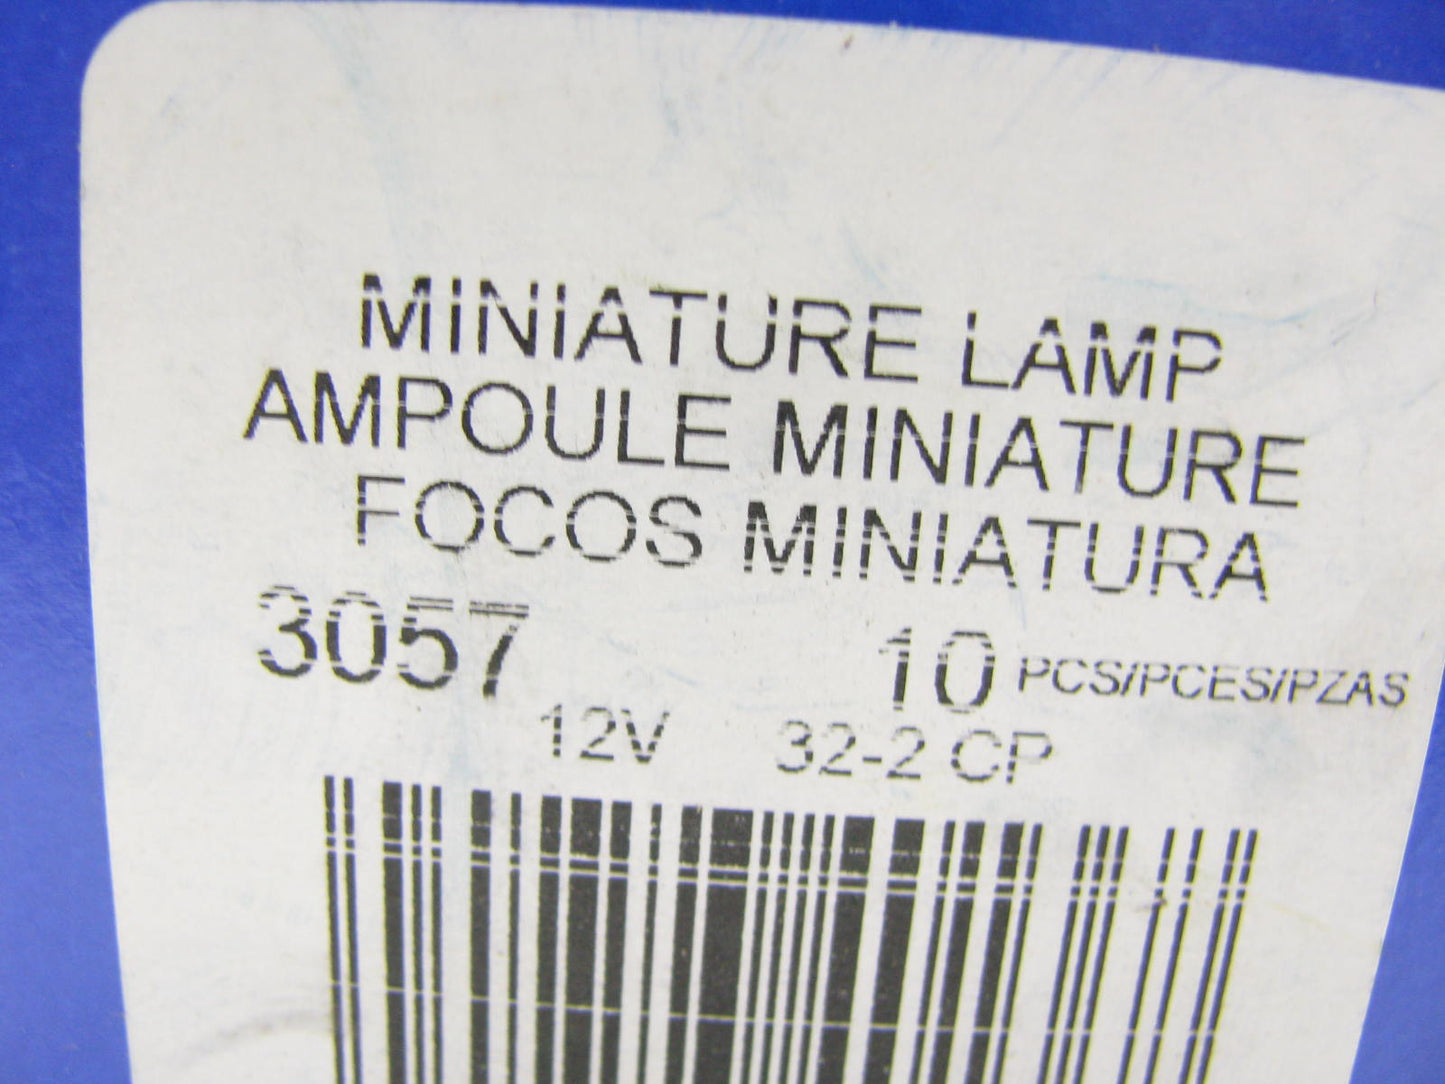 MINIATURE LAMP
AMPOULE MINIATURE
FOCOS MINIATURA
3057 10 PCS/PCES/PZAS
12V 32-2 CP